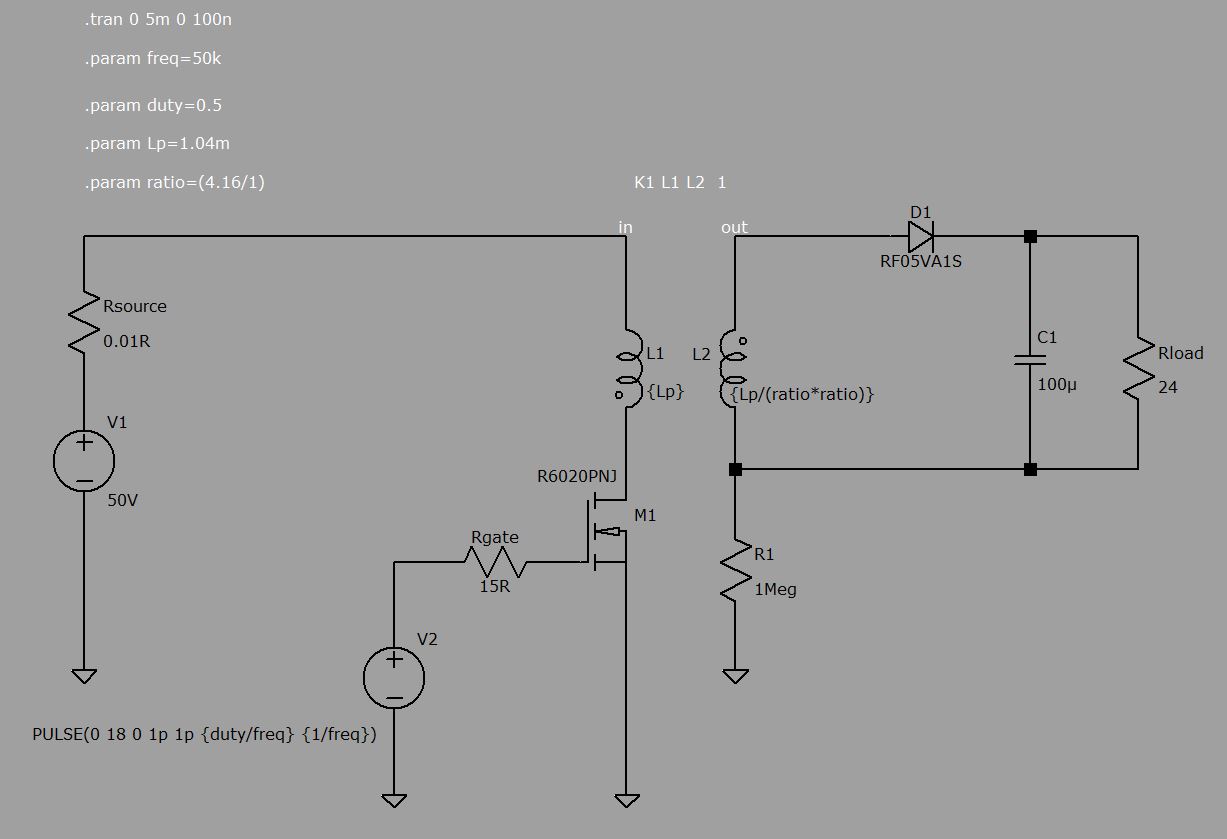 .tran 0 5m 0 100n
.param freq=50k
.param duty=0.5
.param Lp=1.04m
.param ratio=(4.16/1)
K1 L1 L2 1
in
out
D1
RF05VA1S
Rsource
0.01R
L1
{Lp}
L2
{Lp/(ratio*ratio)}
C1
100µ
Rload
24
V1
50V
R6020PNJ
M1
Rgate
15R
R1
1Meg
V2
PULSE(0 18 0 1p 1p {duty/freq} {1/freq})